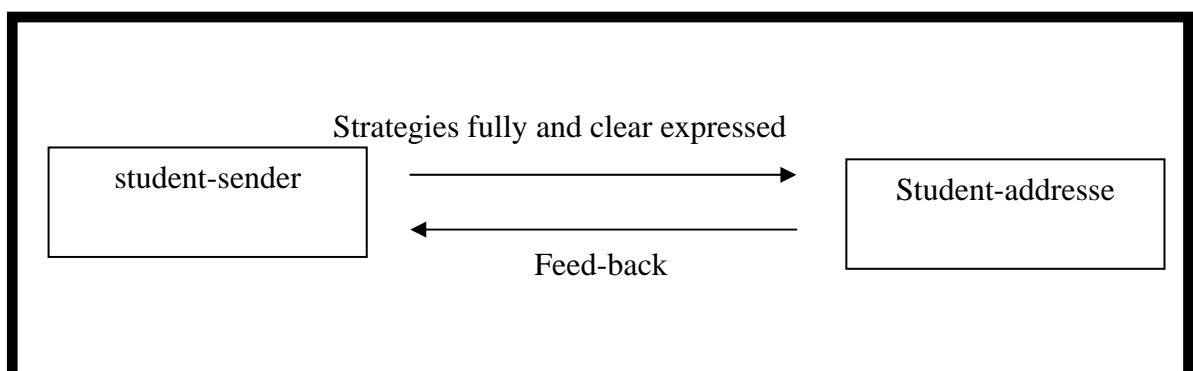 Strategies fully and clear expressed
student-sender
Student-addresse
Feed-back